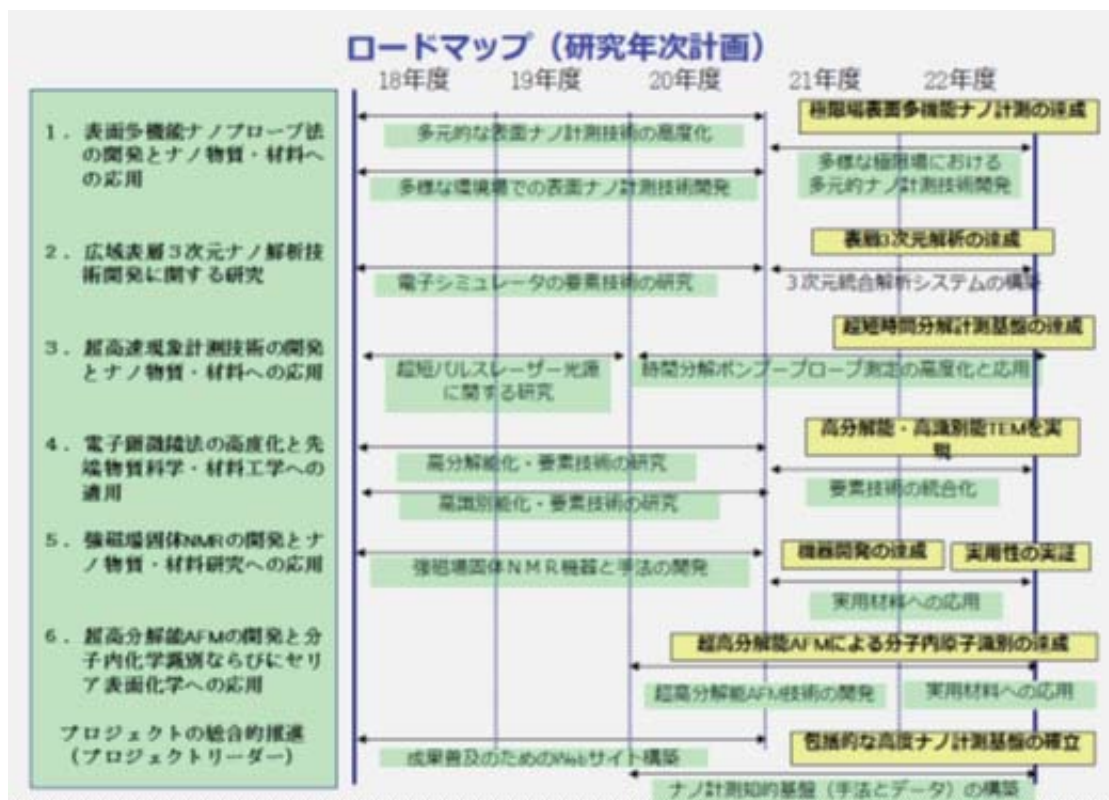 ロードマップ（研究年次計画）
18年度 19年度 20年度 21年度 22年度
1．表面多機能ナノプローブ法
の開発とナノ物質・材料へ
の応用
多元的な表面ナノ計測技術の高度化
多様な環境場での表面ナノ計測技術開発
極限場表面多機能ナノ計測の達成
多様な極限場における
多元的ナノ計測技術開発
2．広域表層３次元ナノ解析技
術開発に関する研究
電子シミュレータの要素技術の研究
表層3次元解析の達成
３次元統合解析システムの構築
3．超高速現象計測技術の開発
とナノ物質・材料への応用
超短パルスレーザー光源
に関する研究
超短時間分解計測基盤の達成
時間分解ポンプープローブ測定の高度化と応用
4．電子顕微鏡法の高度化と先
端物質科学・材料工学への
適用
高分解能化・要素技術の研究
高識別能化・要素技術の研究
高分解能・高識別能TEMを実
現
要素技術の統合化
5．強磁場固体NMRの開発とナ
ノ物質・材料研究への応用
強磁場固体ＮＭＲ機器と手法の開発
機器開発の達成
実用性の実証
実用材料への応用
6．超高分解能AFMの開発と分
子内化学識別ならびにセリ
ア表面化学への応用
超高分解能AFMによる分子内原子識別の達成
超高分解能AFM技術の開発
実用材料への応用
プロジェクトの総合的推進
（プロジェクトリーダー）
成果普及のためのWebサイト構築
包括的な高度ナノ計測基盤の確立
ナノ計測知的基盤（手法とデータ）の構築